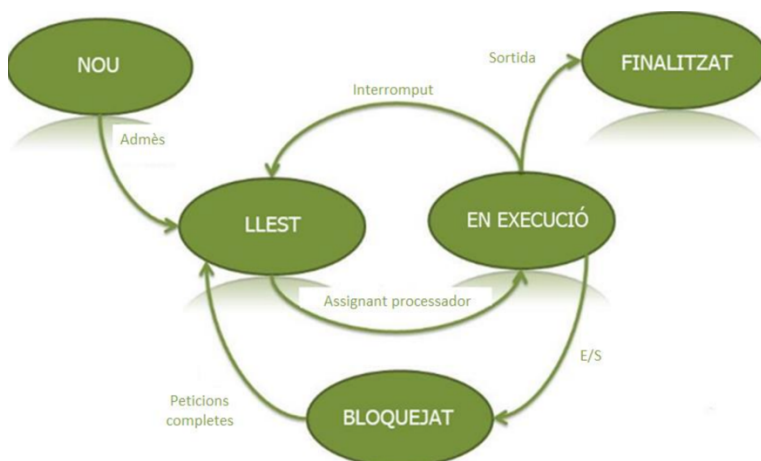 NOU
Sortida
FINALITZAT
Interromput
Admès
LLEST
EN EXECUCIÓ
Assignant processador
E/S
Peticions
completes
BLOQUEJAT